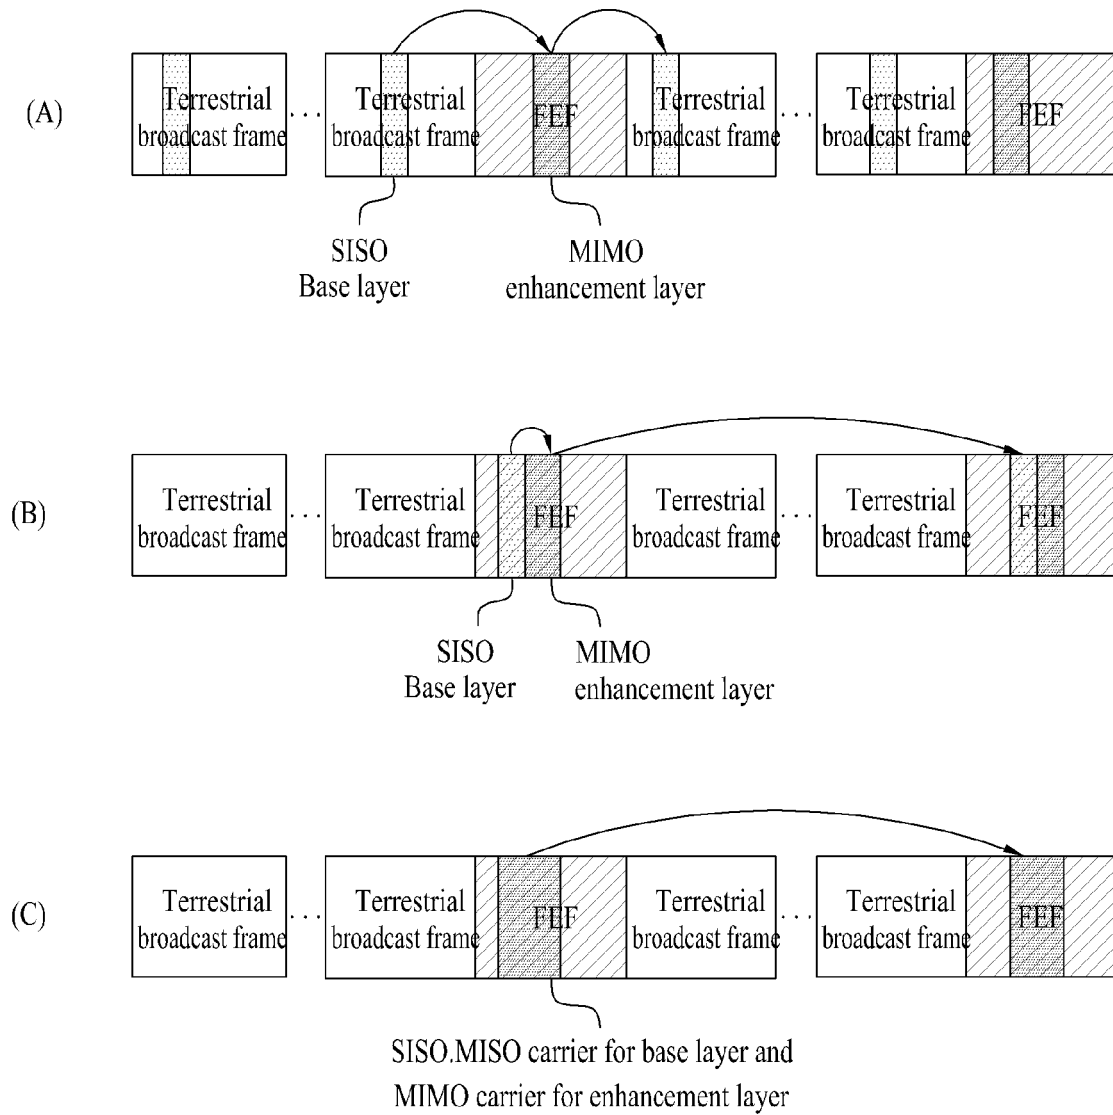 (A)
Terrestrial broadcast frame
. . .
Terrestrial broadcast frame
FEF
Terrestrial broadcast frame
. . .
Terrestrial broadcast frame
FEF
SISO
Base layer
MIMO
enhancement layer
(B)
Terrestrial broadcast frame
. . .
Terrestrial broadcast frame
FEF
Terrestrial broadcast frame
. . .
Terrestrial broadcast frame
FEF
SISO
Base layer
MIMO
enhancement layer
(C)
Terrestrial broadcast frame
. . .
Terrestrial broadcast frame
FEF
Terrestrial broadcast frame
. . .
Terrestrial broadcast frame
FEF
SISO.MISO carrier for base layer and
MIMO carrier for enhancement layer